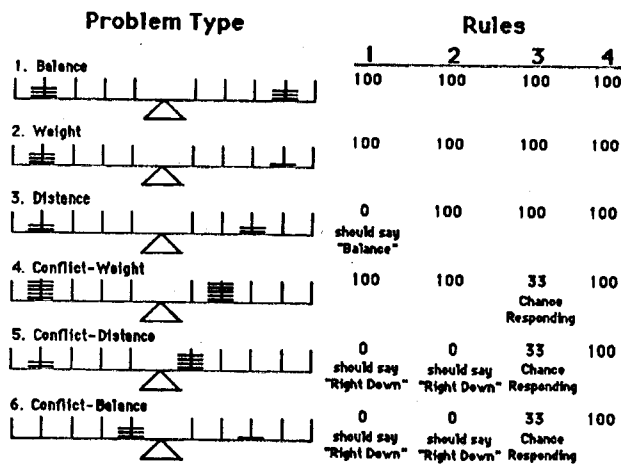 Problem Type Rules
1 2 3 4
1. Balance
100 100 100 100
2. Weight
100 100 100 100
3. Distance
0 100 100 100
should say
"Balance"
4. Conflict-Weight
100 100 33 100
Chance
Responding
5. Conflict-Distance
0 0 33 100
should say should say Chance
"Right Down" "Right Down" Responding
6. Conflict-Balance
0 0 33 100
should say should say Chance
"Right Down" "Right Down" Responding